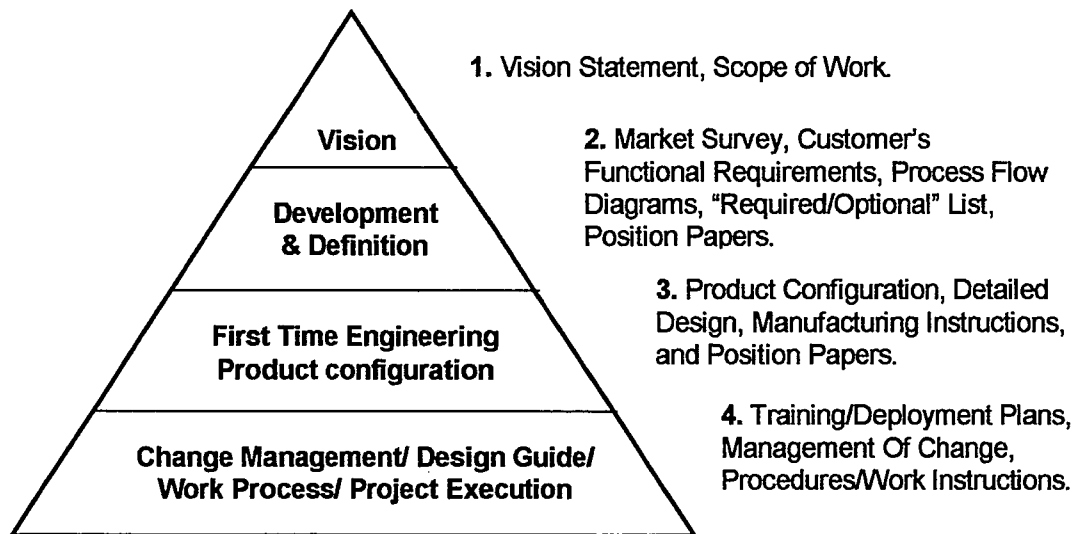 1. Vision Statement, Scope of Work.
Vision
2. Market Survey, Customer's
Functional Requirements, Process Flow
Diagrams, "Required/Optional" List,
Position Papers.
Development
& Definition
3. Product Configuration, Detailed
Design, Manufacturing Instructions,
and Position Papers.
First Time Engineering
Product configuration
4. Training/Deployment Plans,
Management Of Change,
Procedures/Work Instructions.
Change Management/ Design Guide/
Work Process/ Project Execution